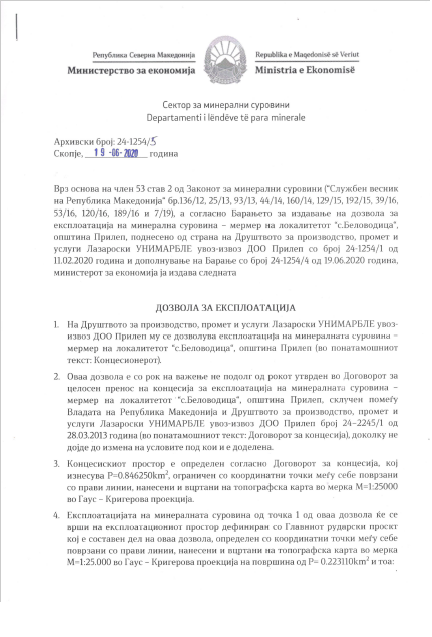 Република Северна Македонија
Министерство за економија
Republika e Maqedonisë së Veriut
Ministria e Ekonomisë
Сектор за минерални суровини
Departamenti i lëndëve të para minerale
Архивски број: 24-1254/5
Скопје, 19-06-2020 година
Врз основа на член 53 став 2 од Законот за минерални суровини ("Службен весник
на Република Македонија" бр.136/12, 25/13, 93/13, 44/14, 160/14, 129/15, 192/15, 39/16,
53/16, 120/16, 189/16 и 7/19), а согласно Барањето за издавање на дозвола за
експлоатација на минерална суровина – мермер на локалитетот "с.Беловодица",
општина Прилеп, поднесено од страна на Друштвото за производство, промет и
услуги Лазароски УНИМАРБЛЕ увоз-извоз ДОО Прилеп со број 24-1254/1 од
11.02.2020 година и дополнување на Барање со број 24-1254/4 од 19.06.2020 година,
министерот за економија ја издава следната
ДОЗВОЛА ЗА ЕКСПЛОАТАЦИЈА
1. На Друштвото за производство, промет и услуги Лазароски УНИМАРБЛЕ увоз-
извоз ДОО Прилеп му се дозволува експлоатација на минералната суровина –
мермер на локалитетот "с.Беловодица", општина Прилеп (во понатамошниот
текст: Концесионерот).
2. Оваа дозвола е со рок на важење не подолг од рокот утврден во Договорот за
целосен пренос на концесија за експлоатација на минералната суровина –
мермер на локалитетот "с.Беловодица", општина Прилеп, склучен помеѓу
Владата на Република Македонија и Друштвото за производство, промет и
услуги Лазароски УНИМАРБЛЕ увоз-извоз ДОО Прилеп број 24–2245/1 од
28.03.2013 година (во понатамошниот текст: Договорот за концесија), доколку не
дојде до измена на условите под кои е доделена.
3. Концесискиот простор е определен согласно Договорот за концесија, кој
изнесува P=0.846250km², ограничен со координатни точки меѓу себе поврзани
со прави линии, нанесени и вцртани на топографска карта во мерка М=1:25000
во Гаус – Кригерова проекција.
4. Експлоатацијата на минералната суровина од точка 1 од оваа дозвола ќе се
врши на експлоатациониот простор дефиниран со Главниот рударски проект
кој е составен дел на оваа дозвола, определен со координатни точки меѓу себе
поврзани со прави линии, нанесени и вцртани на топографска карта во мерка
М=1:25.000 во Гаус – Кригерова проекција на површина од P= 0.223110km² и тоа: